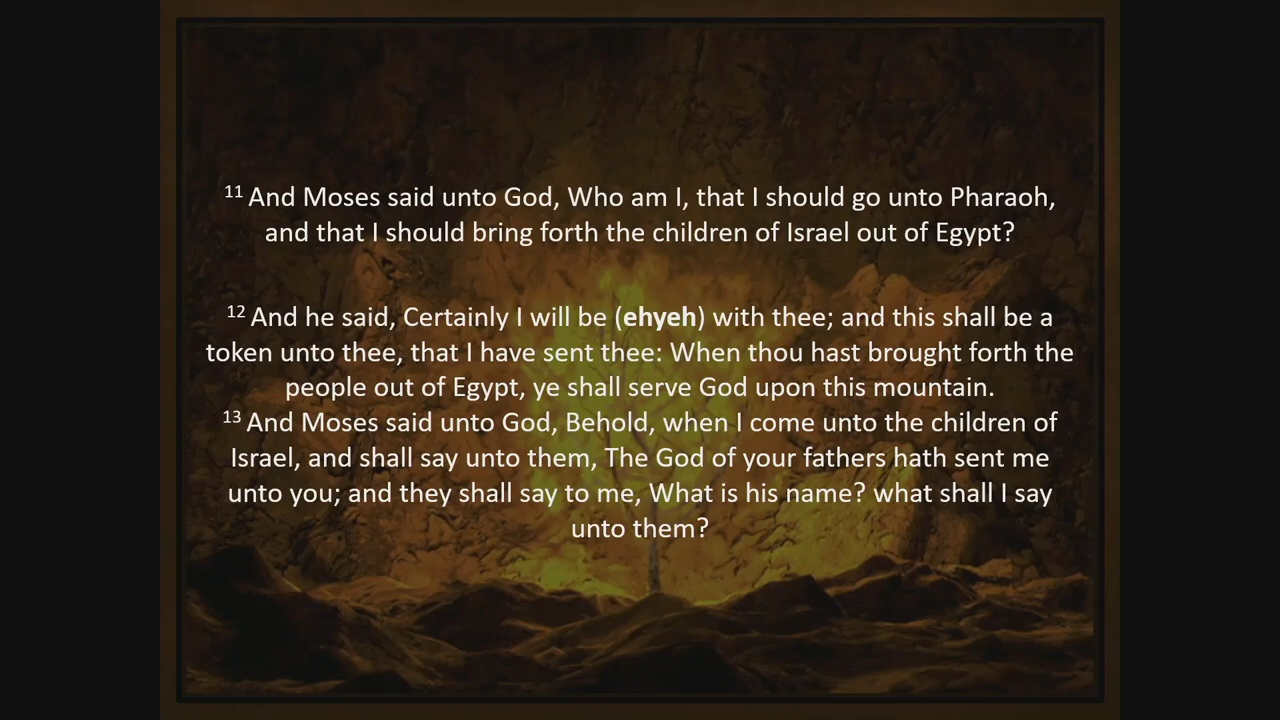 11 And Moses said unto God, Who am I, that I should go unto Pharaoh,
and that I should bring forth the children of Israel out of Egypt?
12 And he said, Certainly I will be (ehyeh) with thee; and this shall be a
token unto thee, that I have sent thee: When thou hast brought forth the
people out of Egypt, ye shall serve God upon this mountain.
13 And Moses said unto God, Behold, when I come unto the children of
Israel, and shall say unto them, The God of your fathers hath sent me
unto you; and they shall say to me, What is his name? what shall I say
unto them?